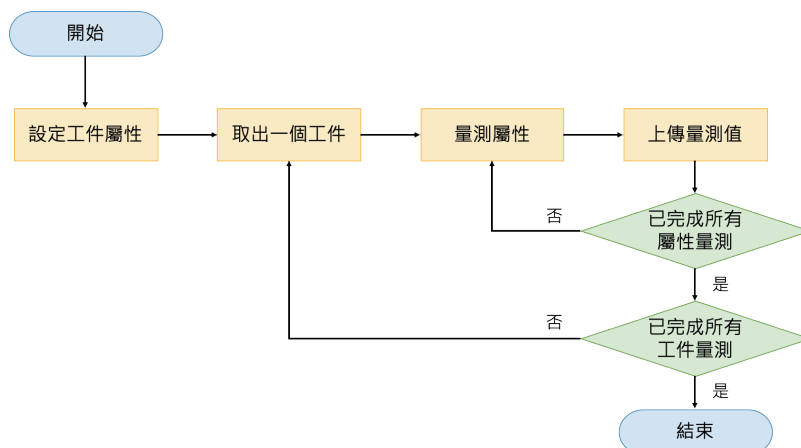 開始
設定工件屬性
取出一個工件
量測屬性
上傳量測值
否
已完成所有
屬性量測
是
否
已完成所有
工件量測
是
結束